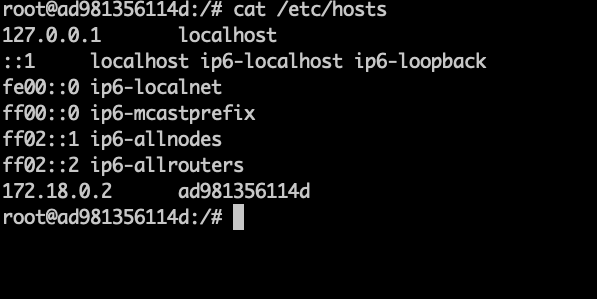 root@ad981356114d:/# cat /etc/hosts
127.0.0.1       localhost
::1     localhost ip6-localhost ip6-loopback
fe00::0 ip6-localnet
ff00::0 ip6-mcastprefix
ff02::1 ip6-allnodes
ff02::2 ip6-allrouters
172.18.0.2      ad981356114d
root@ad981356114d:/#